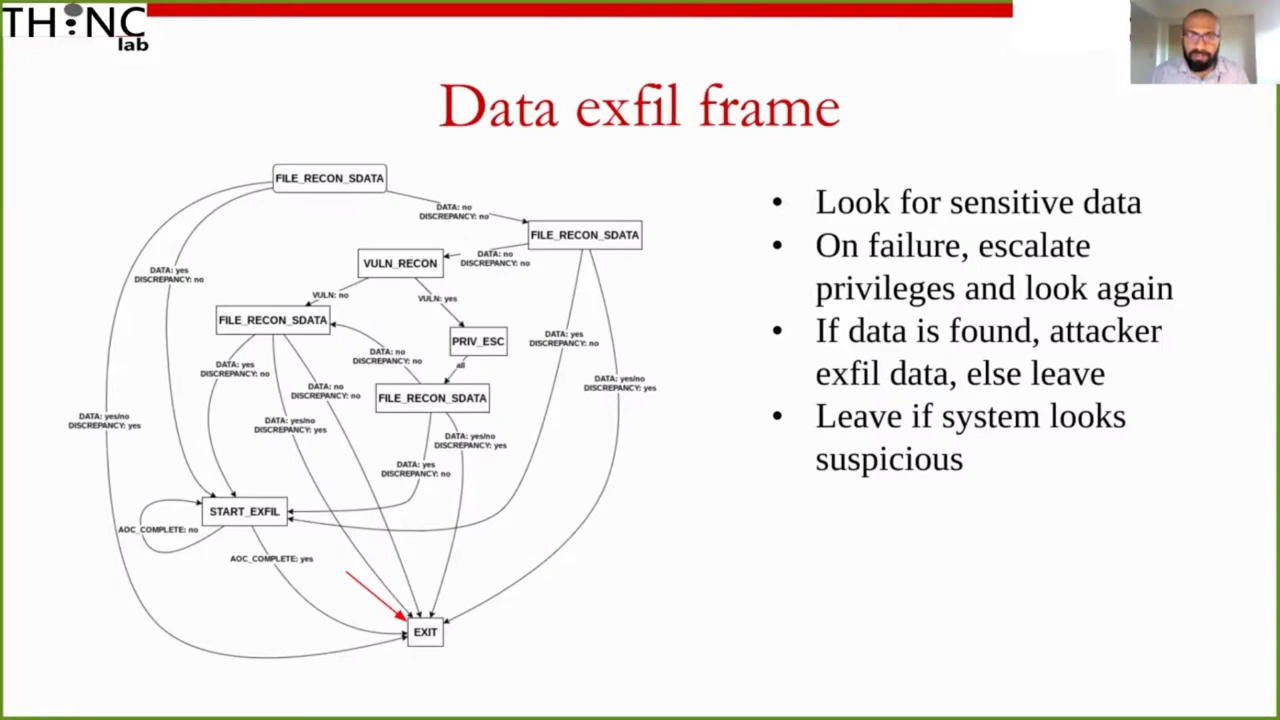 THINC
lab
Data exfil frame
FILE_RECON_SDATA
DATA: no
DISCREPANCY: no
FILE_RECON_SDATA
DATA: no
DISCREPANCY: no
VULN_RECON
DATA: yes
DISCREPANCY: no
VULN: no
VULN: yes
FILE_RECON_SDATA
PRIV_ESC
DATA: yes
DISCREPANCY: no
DATA: no
DISCREPANCY: no
all
DATA: yes
DISCREPANCY: no
DATA: no
DISCREPANCY: no
DATA: yes/no
DISCREPANCY: yes
FILE_RECON_SDATA
DATA: yes/no
DISCREPANCY: yes
DATA: yes/no
DISCREPANCY: yes
DATA: yes/no
DISCREPANCY: yes
DATA: yes
DISCREPANCY: no
START_EXFIL
AOC_COMPLETE: no
AOC_COMPLETE: yes
EXIT
• Look for sensitive data
• On failure, escalate
privileges and look again
• If data is found, attacker
exfil data, else leave
• Leave if system looks
suspicious